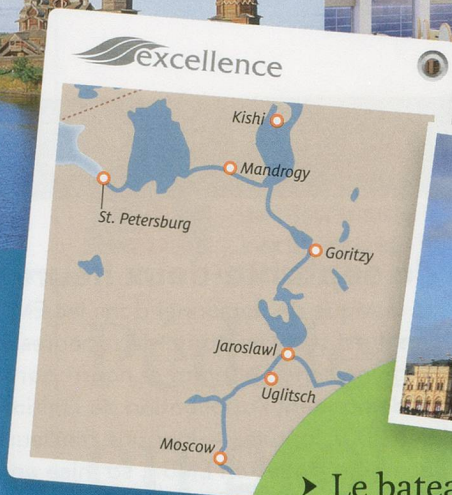 excellence
Kishi
Mandrogy
St. Petersburg
Goritzy
Jaroslawl
Uglitsch
Moscow
➤ Le batea